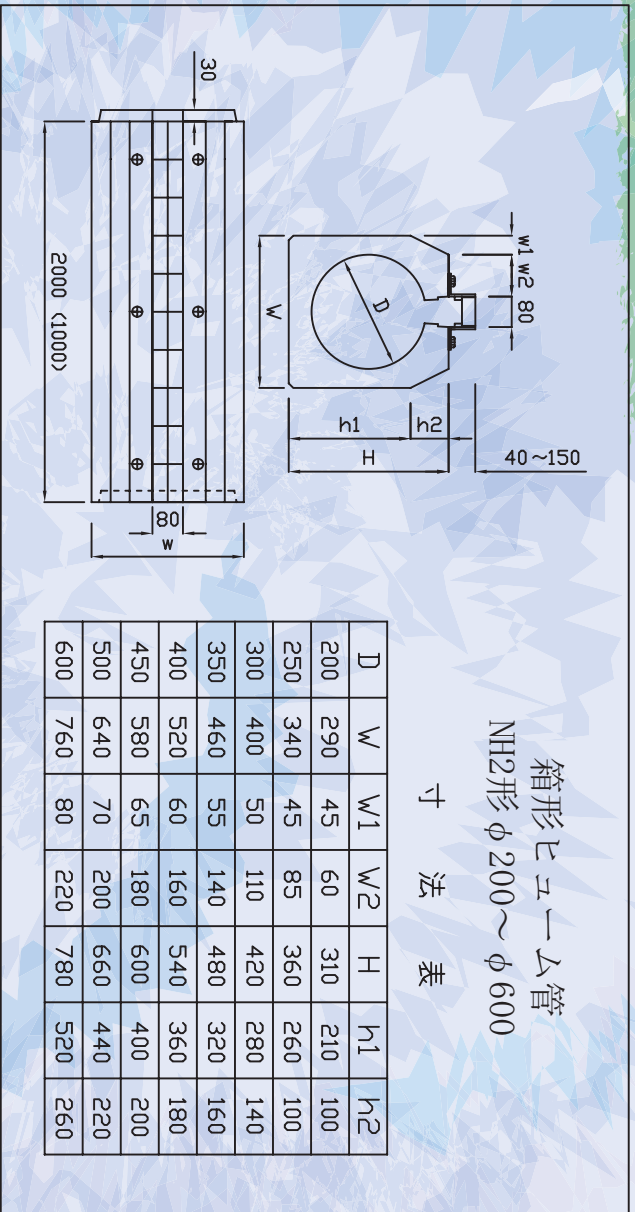 箱形ヒューム管
NH2形 φ200～φ600
寸法表
D W W1 W2 H h1 h2
200 290 45 60 310 210 100
250 340 45 85 360 260 100
300 400 50 110 420 280 140
350 460 55 140 480 320 160
400 520 60 160 540 360 180
450 580 65 180 600 400 200
500 640 70 200 660 440 220
600 760 80 220 780 520 260
40~150
w1 w2 80
h2
h1
H
D
W
30
2000 <1000>
80
w